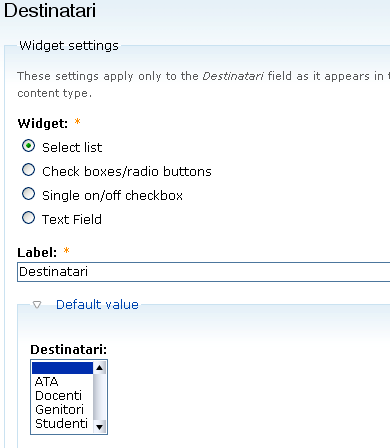 Destinatari
Widget settings
These settings apply only to the Destinatari field as it appears in
content type.
Widget: *
Select list
Check boxes/radio buttons
Single on/off checkbox
Text Field
Label: *
Destinatari
Default value
Destinatari:
ATA
Docenti
Genitori
Studenti